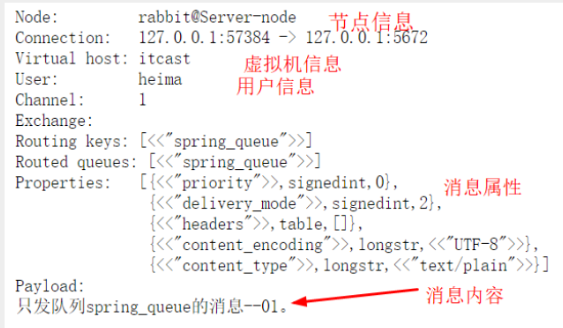 Node: rabbit@Server-node 节点信息
Connection: 127.0.0.1:57384 -> 127.0.0.1:5672
Virtual host: itcast 虚拟机信息
User: heima 用户信息
Channel: 1
Exchange:
Routing keys: [<<"spring_queue">>]
Routed queues: [<<"spring_queue">>]
Properties: [{<<"priority">>,signedint,0}, 消息属性
{<<"delivery_mode">>,signedint,2},
{<<"headers">>,table,[]},
{<<"content_encoding">>,longstr,<<"UTF-8">>},
{<<"content_type">>,longstr,<<"text/plain">>}]
Payload:
只发队列spring_queue的消息--01。 消息内容